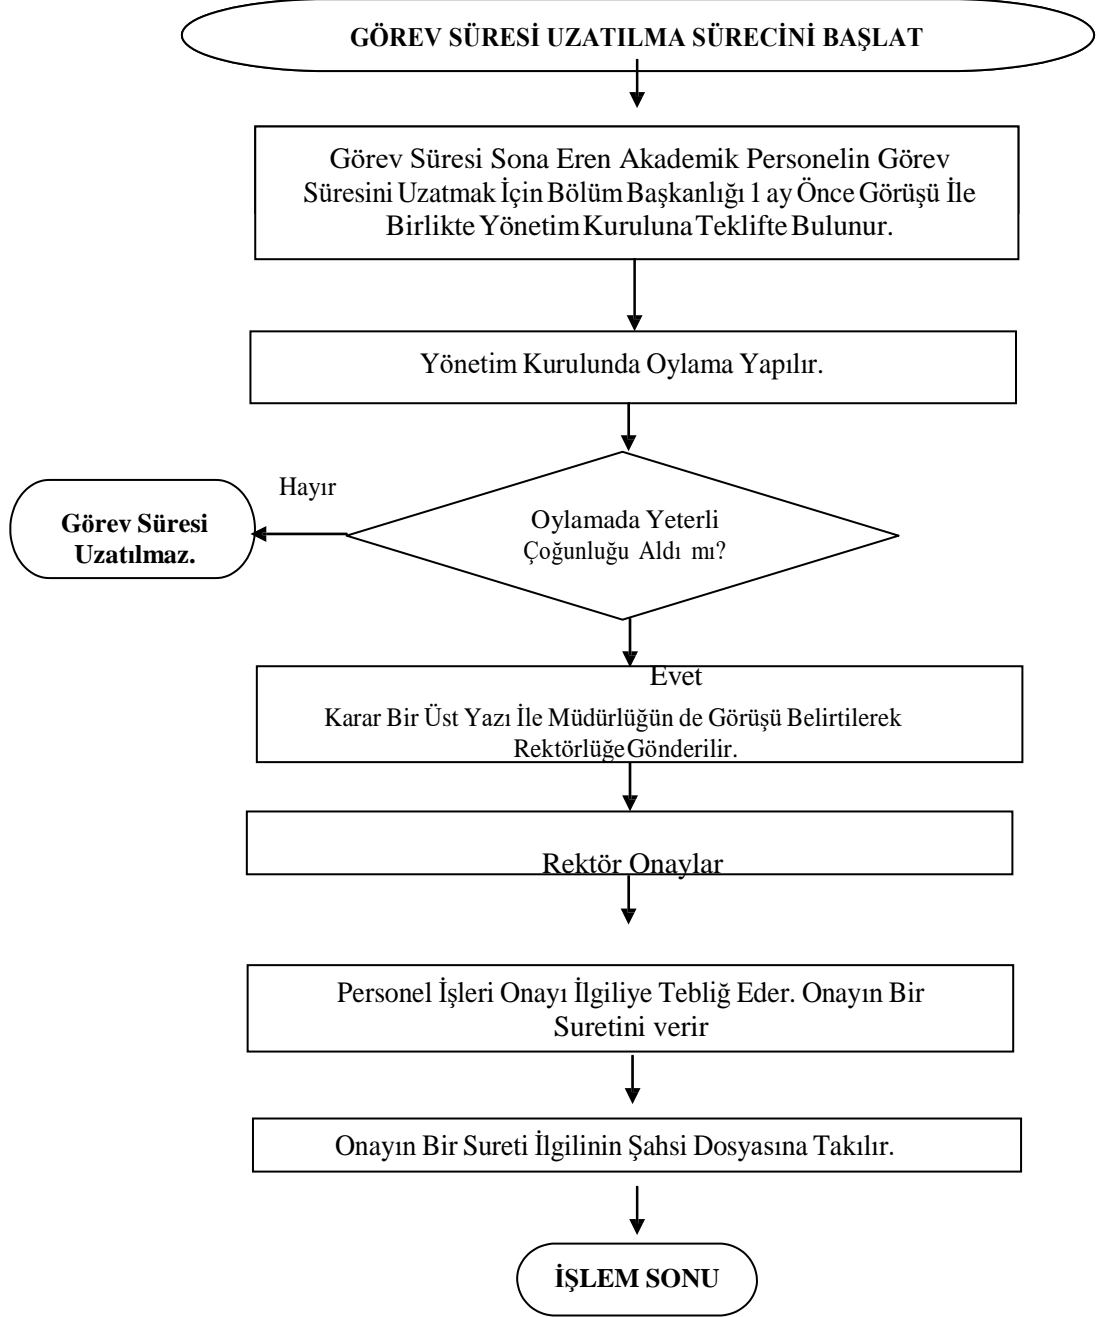 GÖREV SÜRESİ UZATILMA SÜRECİNİ BAŞLAT
Görev Süresi Sona Eren Akademik Personelin Görev
Süresini Uzatmak İçin Bölüm Başkanlığı 1 ay Önce Görüşü İle
Birlikte Yönetim Kuruluna Teklifte Bulunur.
Yönetim Kurulunda Oylama Yapılır.
Hayır
Görev Süresi
Uzatılmaz.
Oylamada Yeterli
Çoğunluğu Aldı mı?
Evet
Karar Bir Üst Yazı İle Müdürlüğün de Görüşü Belirtilerek
Rektörlüğe Gönderilir.
Rektör Onaylar
Personel İşleri Onayı İlgiliye Tebliğ Eder. Onayın Bir
Suretini verir
Onayın Bir Sureti İlgilinin Şahsi Dosyasına Takılır.
İŞLEM SONU